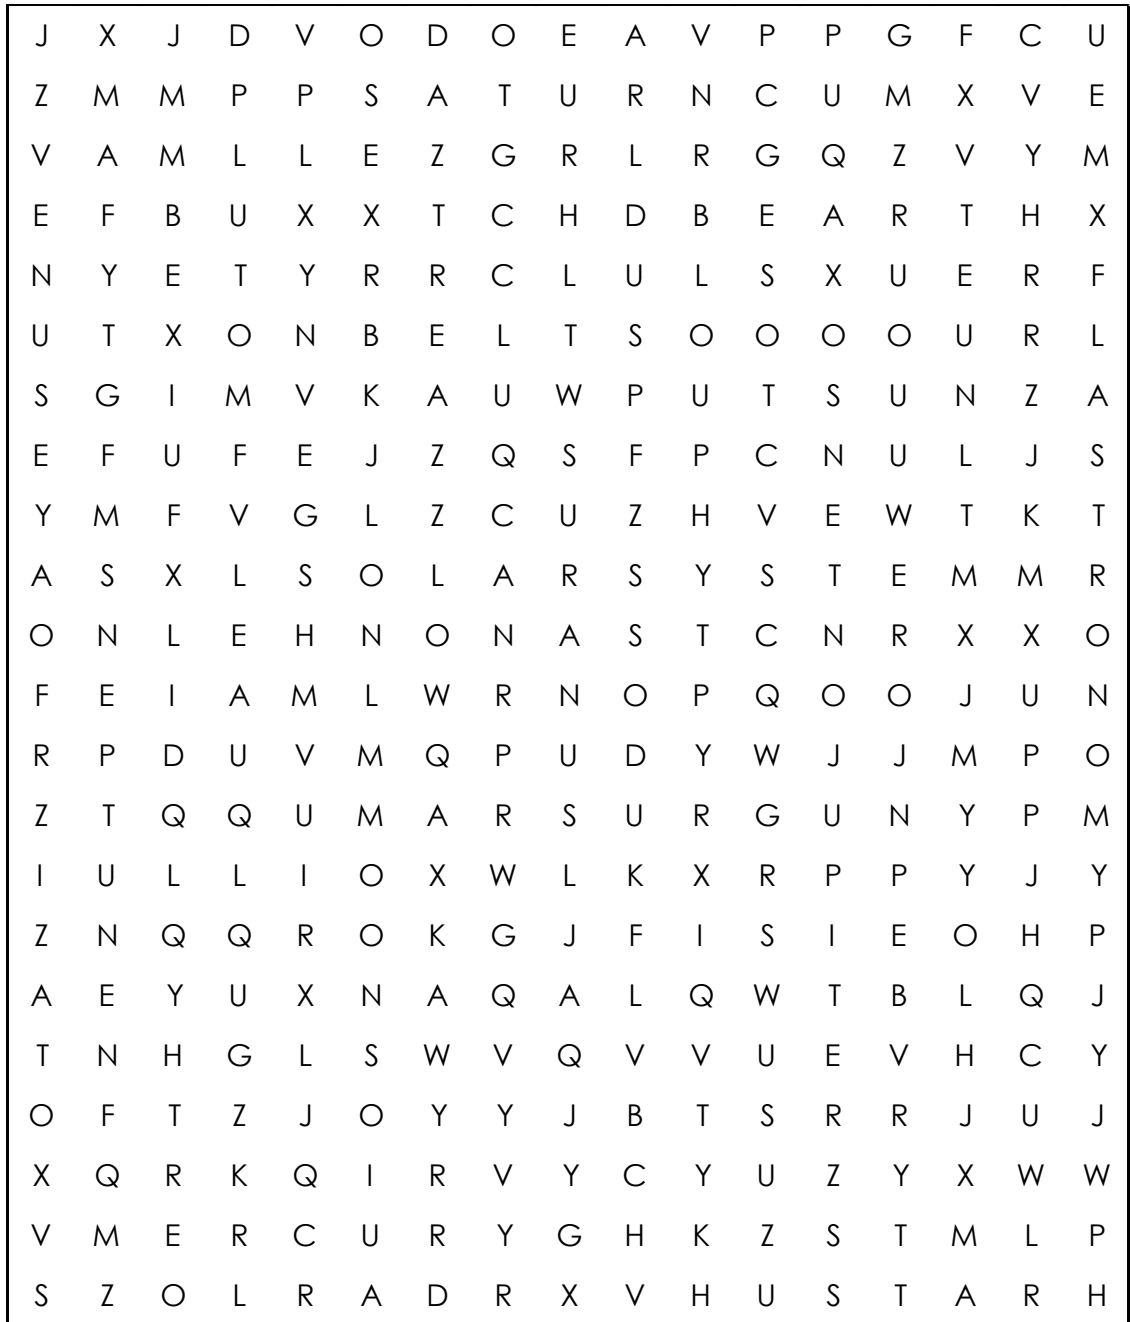 J X J D V O D O E A V P P G F C U
Z M M P P S A T U R N C U M X V E
V A M L L E Z G R L R G Q Z V Y M
E F B U X X T C H D B E A R T H X
N Y E T Y R R C L U L S X U E R F
U T X O N B E L T S O O O O U R L
S G I M V K A U W P U T S U N Z A
E F U F E J Z Q S F P C N U L J S
Y M F V G L Z C U Z H V E W T K T
A S X L S O L A R S Y S T E M M R
O N L E H N O N A S T C N R X X O
F E I A M L W R N O P Q O O J U N
R P D U V M Q P U D Y W J J M P O
Z T Q Q U M A R S U R G U N Y P M
I U L L I O X W L K X R P P Y J Y
Z N Q Q R O K G J F I S I E O H P
A E Y U X N A Q A L Q W T B L Q J
T N H G L S W V Q V V U E V H C Y
O F T Z J O Y Y J B T S R R J U J
X Q R K Q I R V Y C Y U Z Y X W W
V M E R C U R Y G H K Z S T M L P
S Z O L R A D R X V H U S T A R H